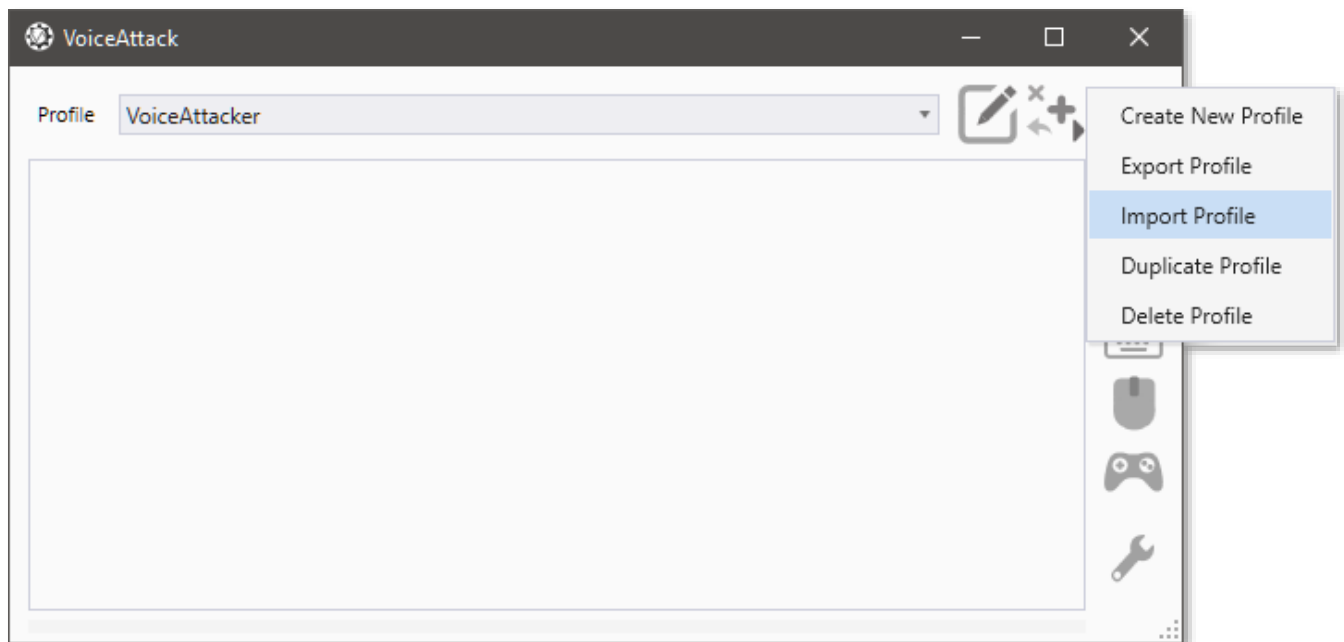 VoiceAttack
Profile
VoiceAttacker
Create New Profile
Export Profile
Import Profile
Duplicate Profile
Delete Profile